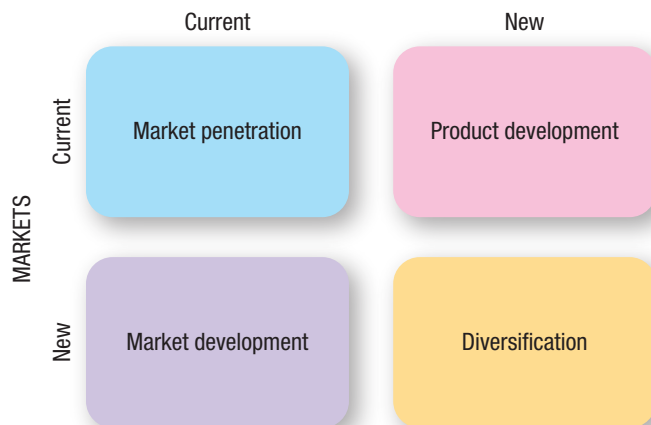 Current New
Current
Market penetration Product development
MARKETS
New
Market development Diversification